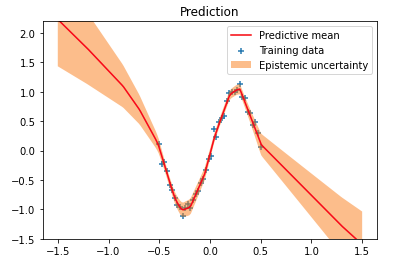 Prediction
Predictive mean
Training data
Epistemic uncertainty
2.0
1.5
1.0
0.5
0.0
−0.5
−1.0
−1.5
−1.5 −1.0 −0.5 0.0 0.5 1.0 1.5